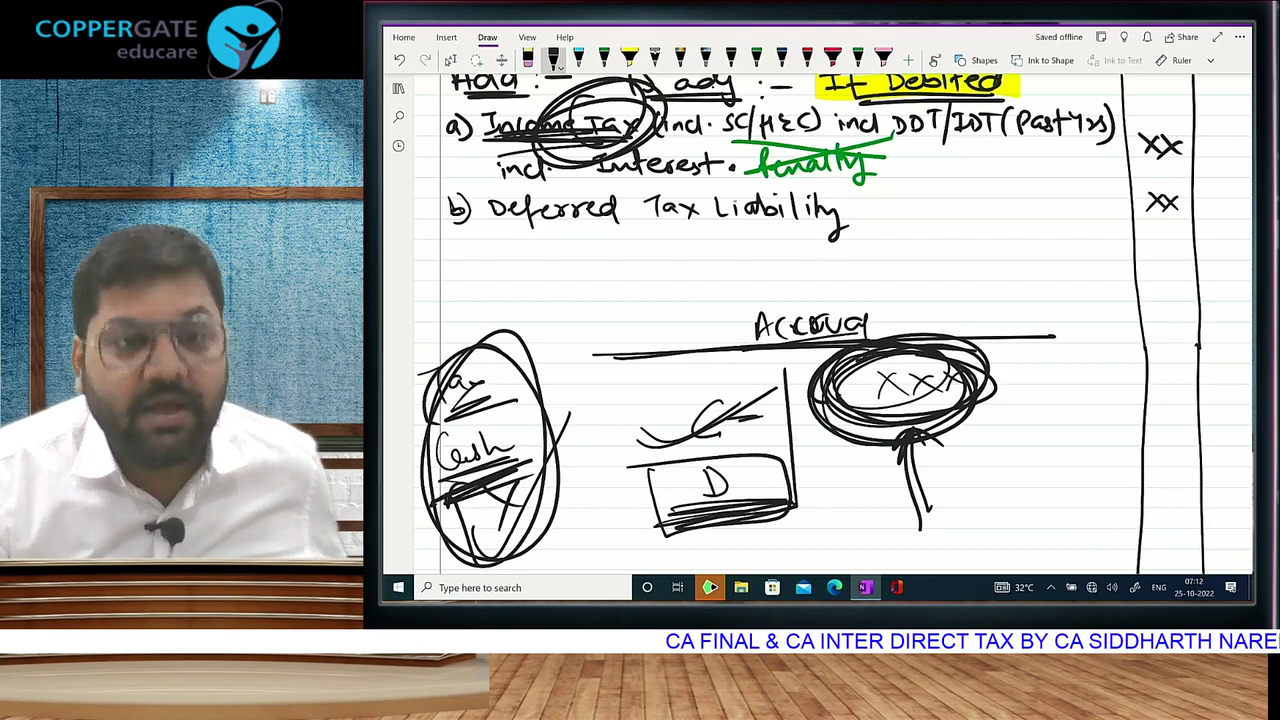 COPPERGATE
educare
Home Insert Draw View Help
Saved offline
Share
Shapes
Ink to Shape
Ink to Text
Ruler
:- adj :- If Debited
a) Income Tax (incl. SC/H&EC) incl DDT/IDT (Past Yrs) XX
incl. Interest. Penalty
b) Deferred Tax Liability XX
Accrual
Tax
XXX
C
Cash
D
Type here to search
32°C
ENG
07:12
25-10-2022
CA FINAL & CA INTER DIRECT TAX BY CA SIDDHARTH NARE